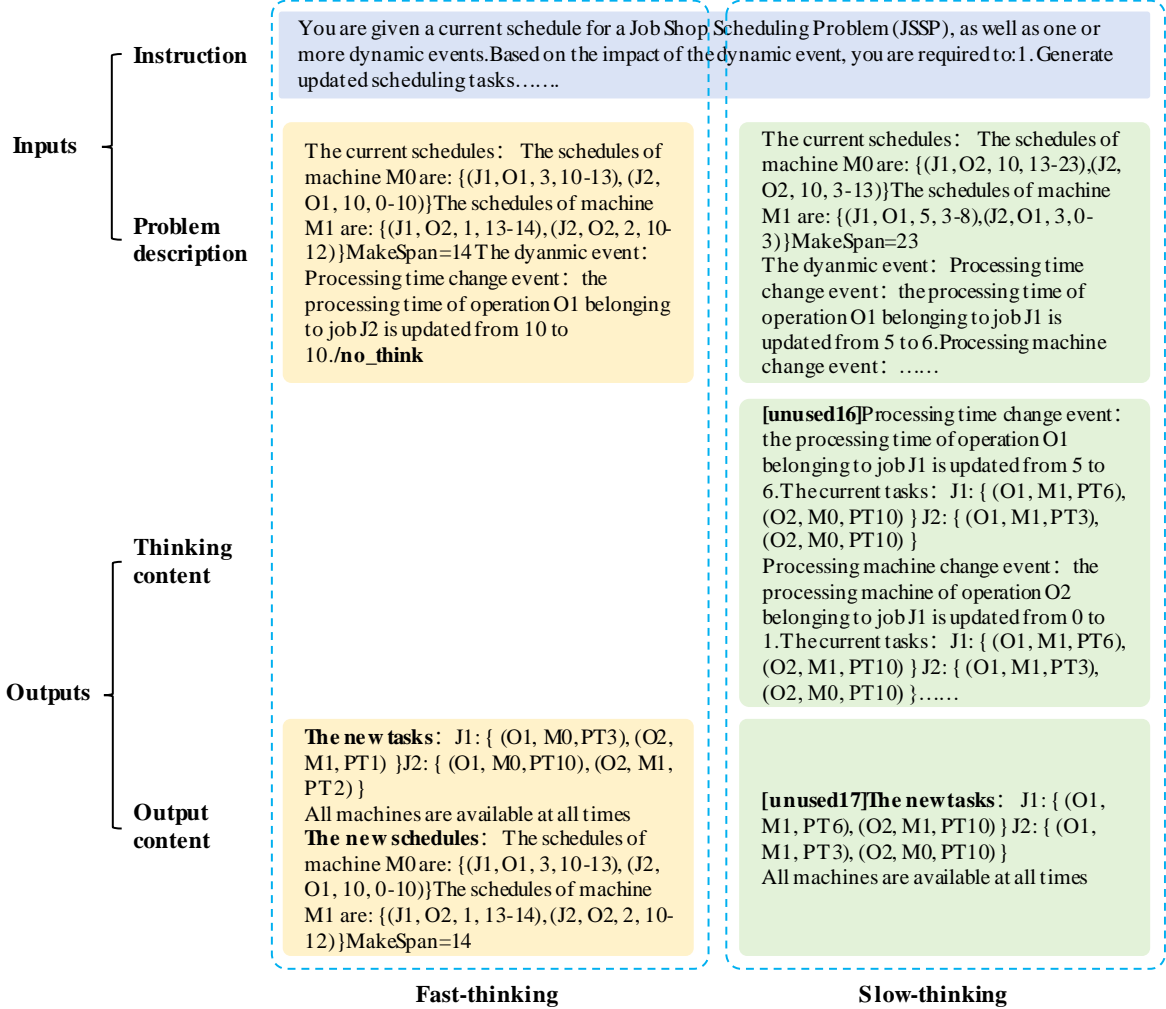 You are given a current schedule for a Job Shop Scheduling Problem (JSSP), as well as one or
more dynamic events.Based on the impact of the dynamic event, you are required to:1. Generate
updated scheduling tasks…….
Instruction
Inputs
Problem
description
The current schedules： The schedules of
machine M0 are: {(J1, O1, 3, 10-13), (J2,
O1, 10, 0-10)}The schedules of machine
M1 are: {(J1, O2, 1, 13-14), (J2, O2, 2, 10-
12)}MakeSpan=14 The dyanmic event：
Processing time change event：the
processing time of operation O1 belonging
to job J2 is updated from 10 to
10./no_think
The current schedules： The schedules of
machine M0 are: {(J1, O2, 10, 13-23),(J2,
O2, 10, 3-13)}The schedules of machine
M1 are: {(J1, O1, 5, 3-8),(J2, O1, 3, 0-
3)}MakeSpan=23
The dyanmic event：Processing time
change event：the processing time of
operation O1 belonging to job J1 is
updated from 5 to 6.Processing machine
change event：……
Outputs
Thinking
content
[unused16]Processing time change event：
the processing time of operation O1
belonging to job J1 is updated from 5 to
6.The current tasks：J1: { (O1, M1, PT6),
(O2, M0, PT10) } J2: { (O1, M1, PT3),
(O2, M0, PT10) }
Processing machine change event：the
processing machine of operation O2
belonging to job J1 is updated from 0 to
1.The current tasks：J1: { (O1, M1, PT6),
(O2, M1, PT10) } J2: { (O1, M1, PT3),
(O2, M0, PT10) }……
Output
content
The new tasks：J1: { (O1, M0, PT3), (O2,
M1, PT1) }J2: { (O1, M0, PT10), (O2, M1,
PT2) }
All machines are available at all times
The new schedules：The schedules of
machine M0 are: {(J1, O1, 3, 10-13), (J2,
O1, 10, 0-10)}The schedules of machine
M1 are: {(J1, O2, 1, 13-14), (J2, O2, 2, 10-
12)}MakeSpan=14
[unused17]The new tasks：J1: { (O1,
M1, PT6), (O2, M1, PT10) } J2: { (O1,
M1, PT3), (O2, M0, PT10) }
All machines are available at all times
Fast-thinking
Slow-thinking